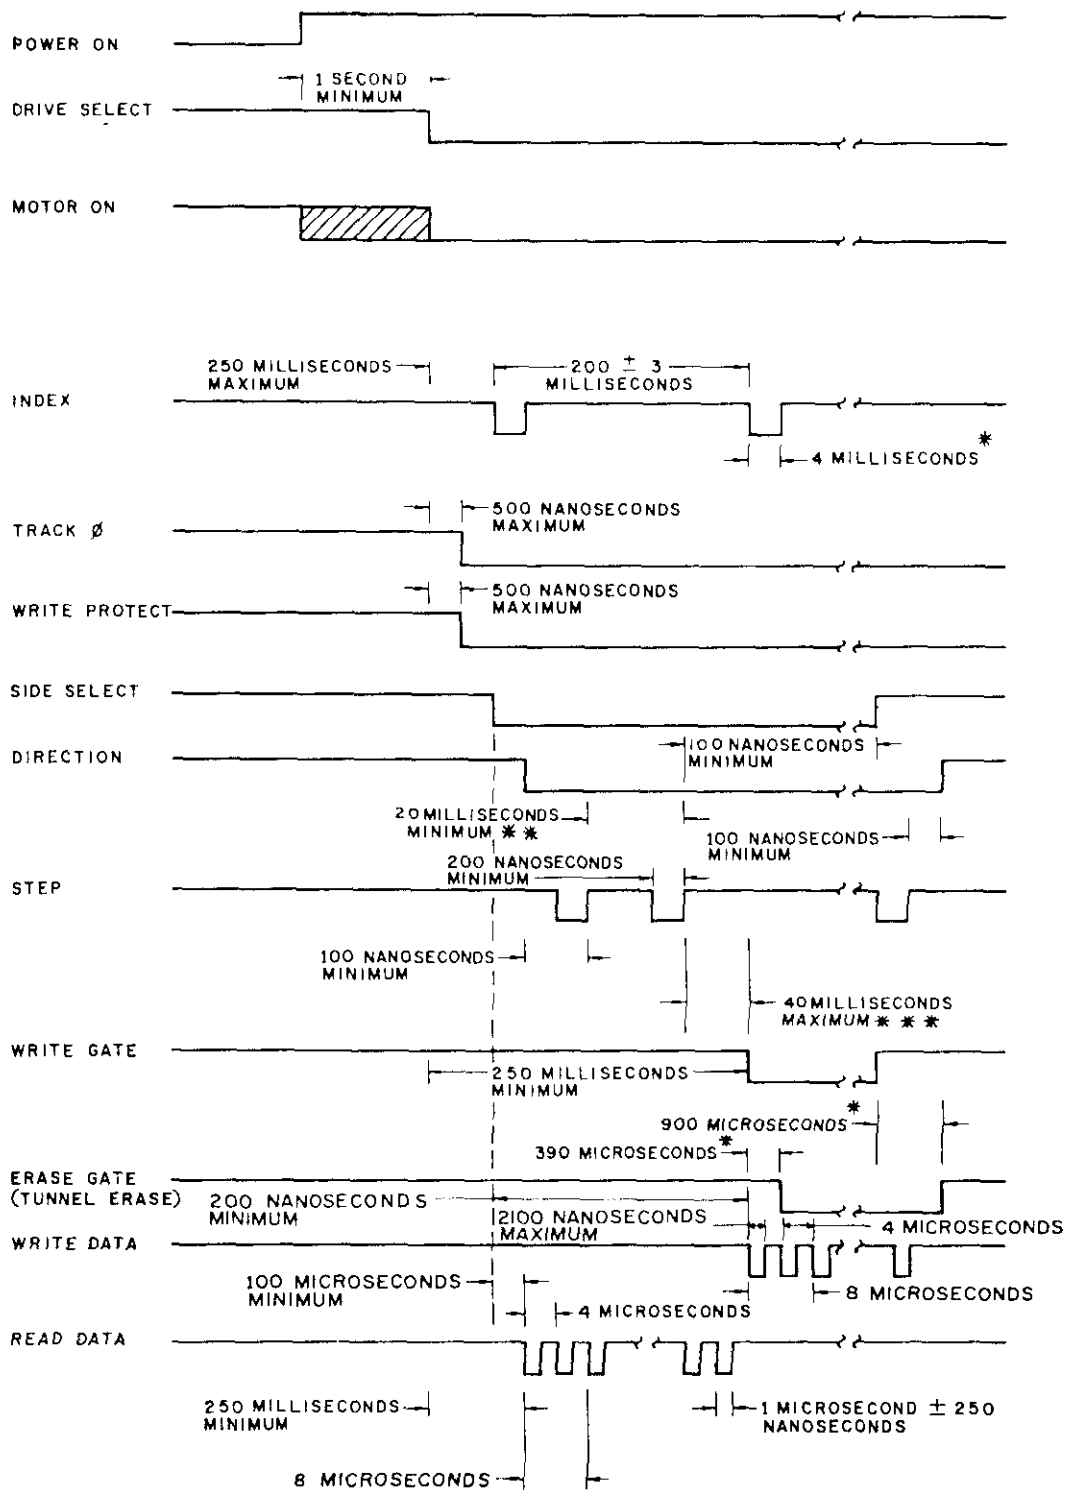 POWER ON
1 SECOND
MINIMUM
DRIVE SELECT
MOTOR ON
250 MILLISECONDS
MAXIMUM
200 ± 3
MILLISECONDS
INDEX
4 MILLISECONDS*
500 NANOSECONDS
MAXIMUM
TRACK Ø
500 NANOSECONDS
MAXIMUM
WRITE PROTECT
SIDE SELECT
100 NANOSECONDS
MINIMUM
DIRECTION
20 MILLISECONDS
MINIMUM **
100 NANOSECONDS
MINIMUM
200 NANOSECONDS
MINIMUM
STEP
100 NANOSECONDS
MINIMUM
40 MILLISECONDS
MAXIMUM ***
WRITE GATE
250 MILLISECONDS
MINIMUM
900 MICROSECONDS*
390 MICROSECONDS*
ERASE GATE
(TUNNEL ERASE)
200 NANOSECONDS
MINIMUM
2100 NANOSECONDS
MAXIMUM
4 MICROSECONDS
WRITE DATA
100 MICROSECONDS
MINIMUM
8 MICROSECONDS
4 MICROSECONDS
READ DATA
250 MILLISECONDS
MINIMUM
1 MICROSECOND ± 250
NANOSECONDS
8 MICROSECONDS